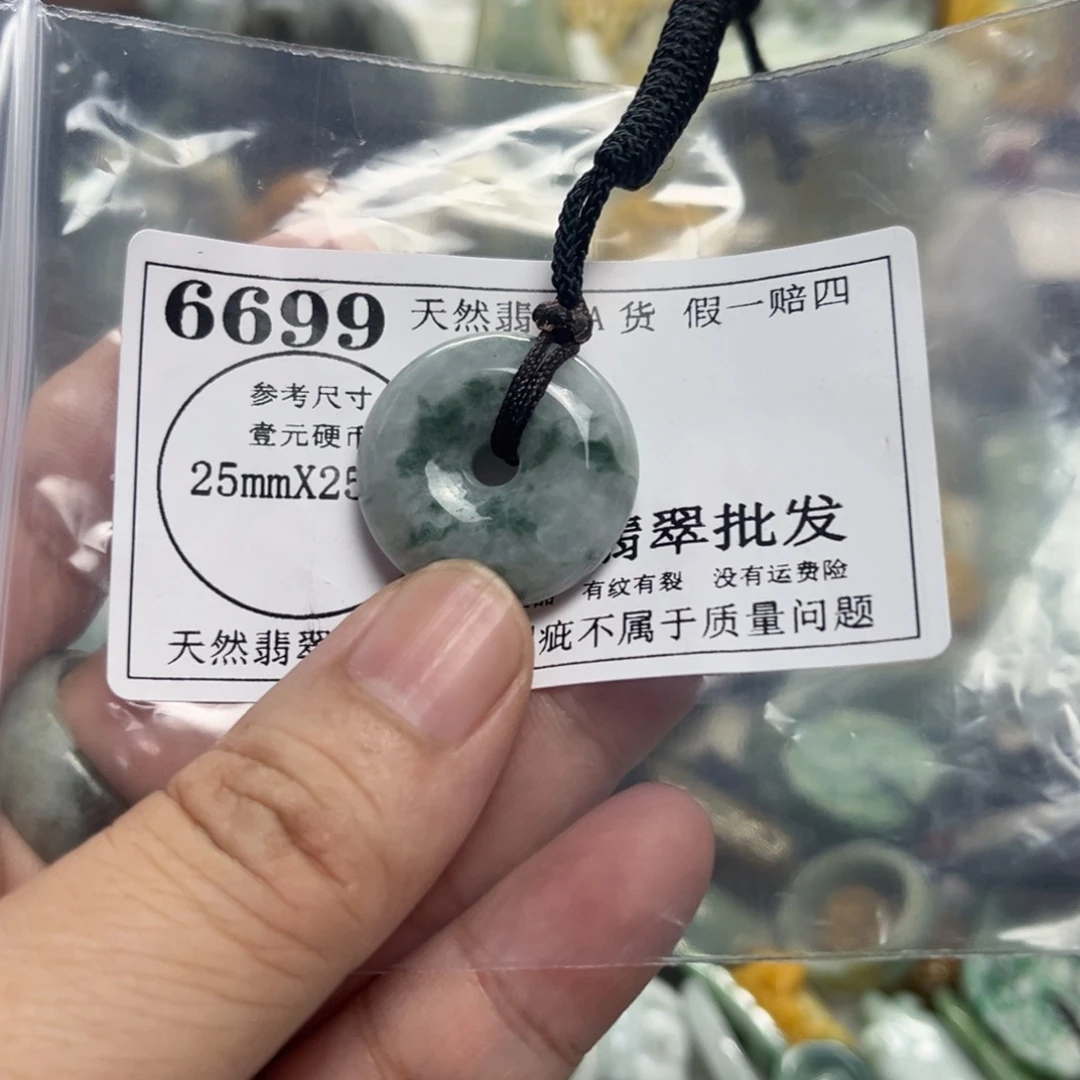 6699 天然翡 A 货 假一赔四
参考尺寸
壹元硬币
25mmX25
翡翠批发
品 有纹有裂 没有运费险
天然翡翠 疵不属于质量问题